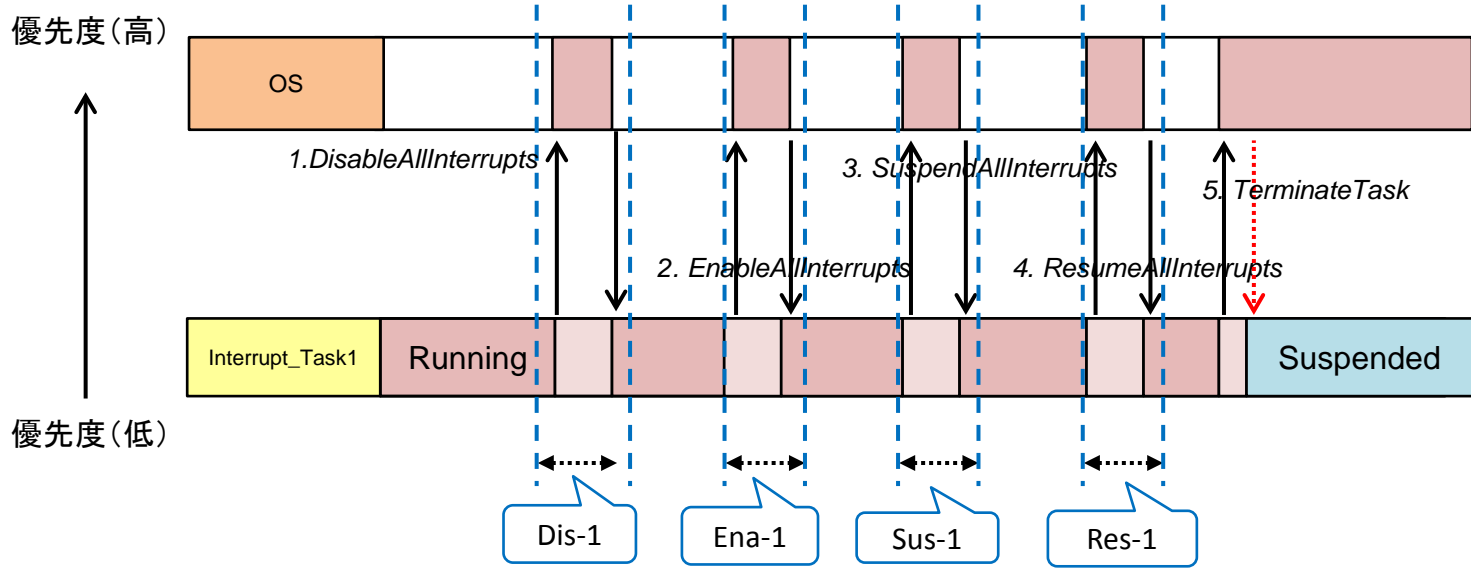 優先度(高)
OS
1.DisableAllInterrupts
3. SuspendAllInterrupts
5. TerminateTask
2. EnableAllInterrupts
4. ResumeAllInterrupts
Interrupt_Task1
Running
Suspended
優先度(低)
Dis-1
Ena-1
Sus-1
Res-1